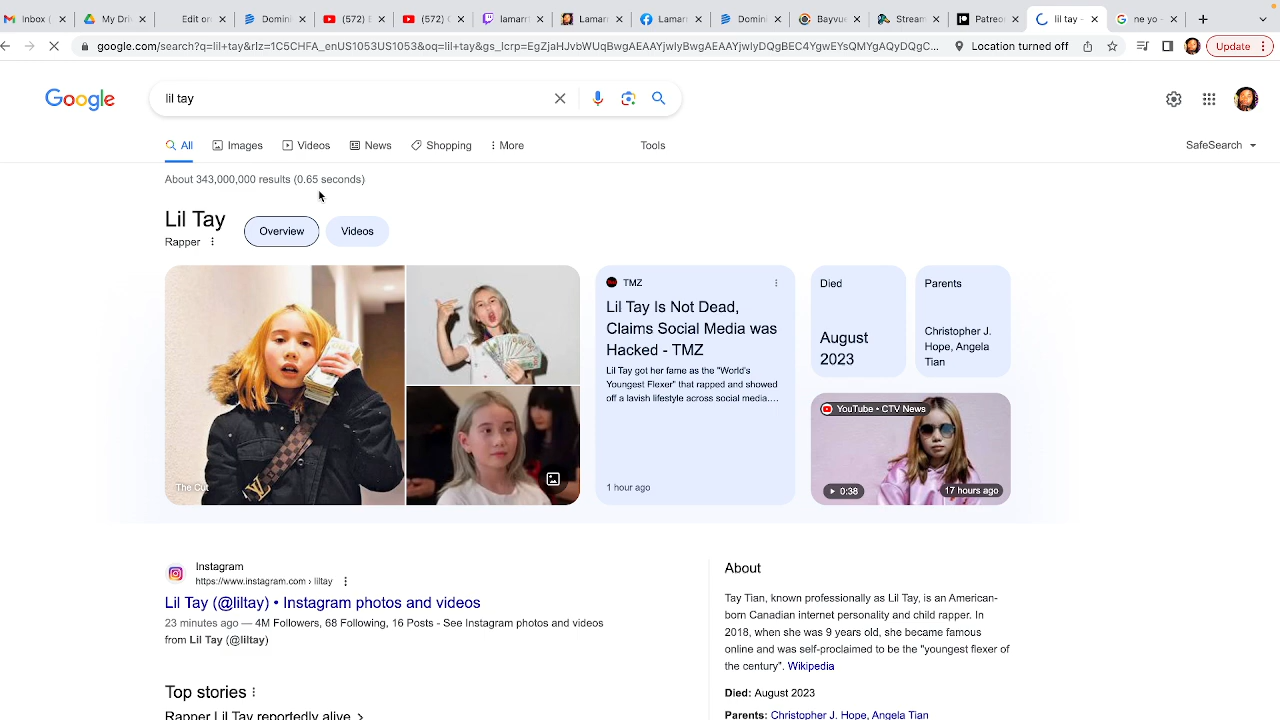 Inbox (
My Dri
Edit on
Domin
(572) E
(572) C
lamarr
Lamar
Lamar
Domin
Bayvue
Stream
Patreo
lil tay -
ne yo -
google.com/search?q=lil+tay&rlz=1C5CHFA_enUS1053US1053&oq=lil+tay&gs_lcrp=EgZjaHJvbWUqBwgAEAAYjwIyBwgAEAAYjwIyDQgBEC4YgwEYsQMYgAQyDQgC...
Location turned off
Update
Google
lil tay
All
Images
Videos
News
Shopping
More
Tools
SafeSearch
About 343,000,000 results (0.65 seconds)
Lil Tay
Rapper
Overview
Videos
The Cut
TMZ
Lil Tay Is Not Dead,
Claims Social Media was
Hacked - TMZ
Lil Tay got her fame as the "World's
Youngest Flexer" that rapped and showed
off a lavish lifestyle across social media....
1 hour ago
Died
August
2023
Parents
Christopher J.
Hope, Angela
Tian
YouTube • CTV News
0:38
17 hours ago
Instagram
https://www.instagram.com › liltay
Lil Tay (@liltay) • Instagram photos and videos
23 minutes ago — 4M Followers, 68 Following, 16 Posts - See Instagram photos and videos
from Lil Tay (@liltay)
Top stories
Rapper Lil Tay reportedly alive
About
Tay Tian, known professionally as Lil Tay, is an American-
born Canadian internet personality and child rapper. In
2018, when she was 9 years old, she became famous
online and was self-proclaimed to be the "youngest flexer of
the century". Wikipedia
Died: August 2023
Parents: Christopher J. Hope, Angela Tian